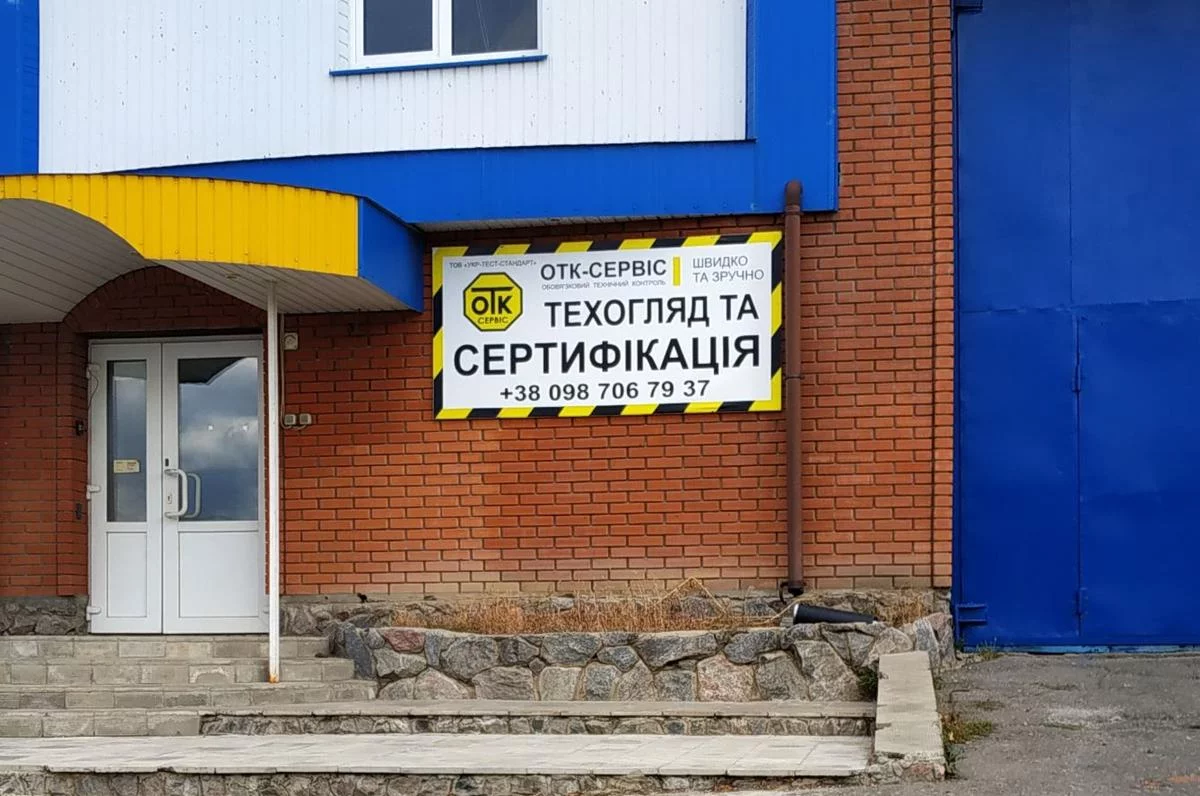 ТОВ «УКР-ТЕСТ-СТАНДАРТ»
ОТК-СЕРВІС
ОБОВ'ЯЗКОВИЙ ТЕХНІЧНИЙ КОНТРОЛЬ
ШВИДКО
ТА ЗРУЧНО
ОТК
СЕРВІС
ТЕХОГЛЯД ТА
СЕРТИФІКАЦІЯ
+38 098 706 79 37